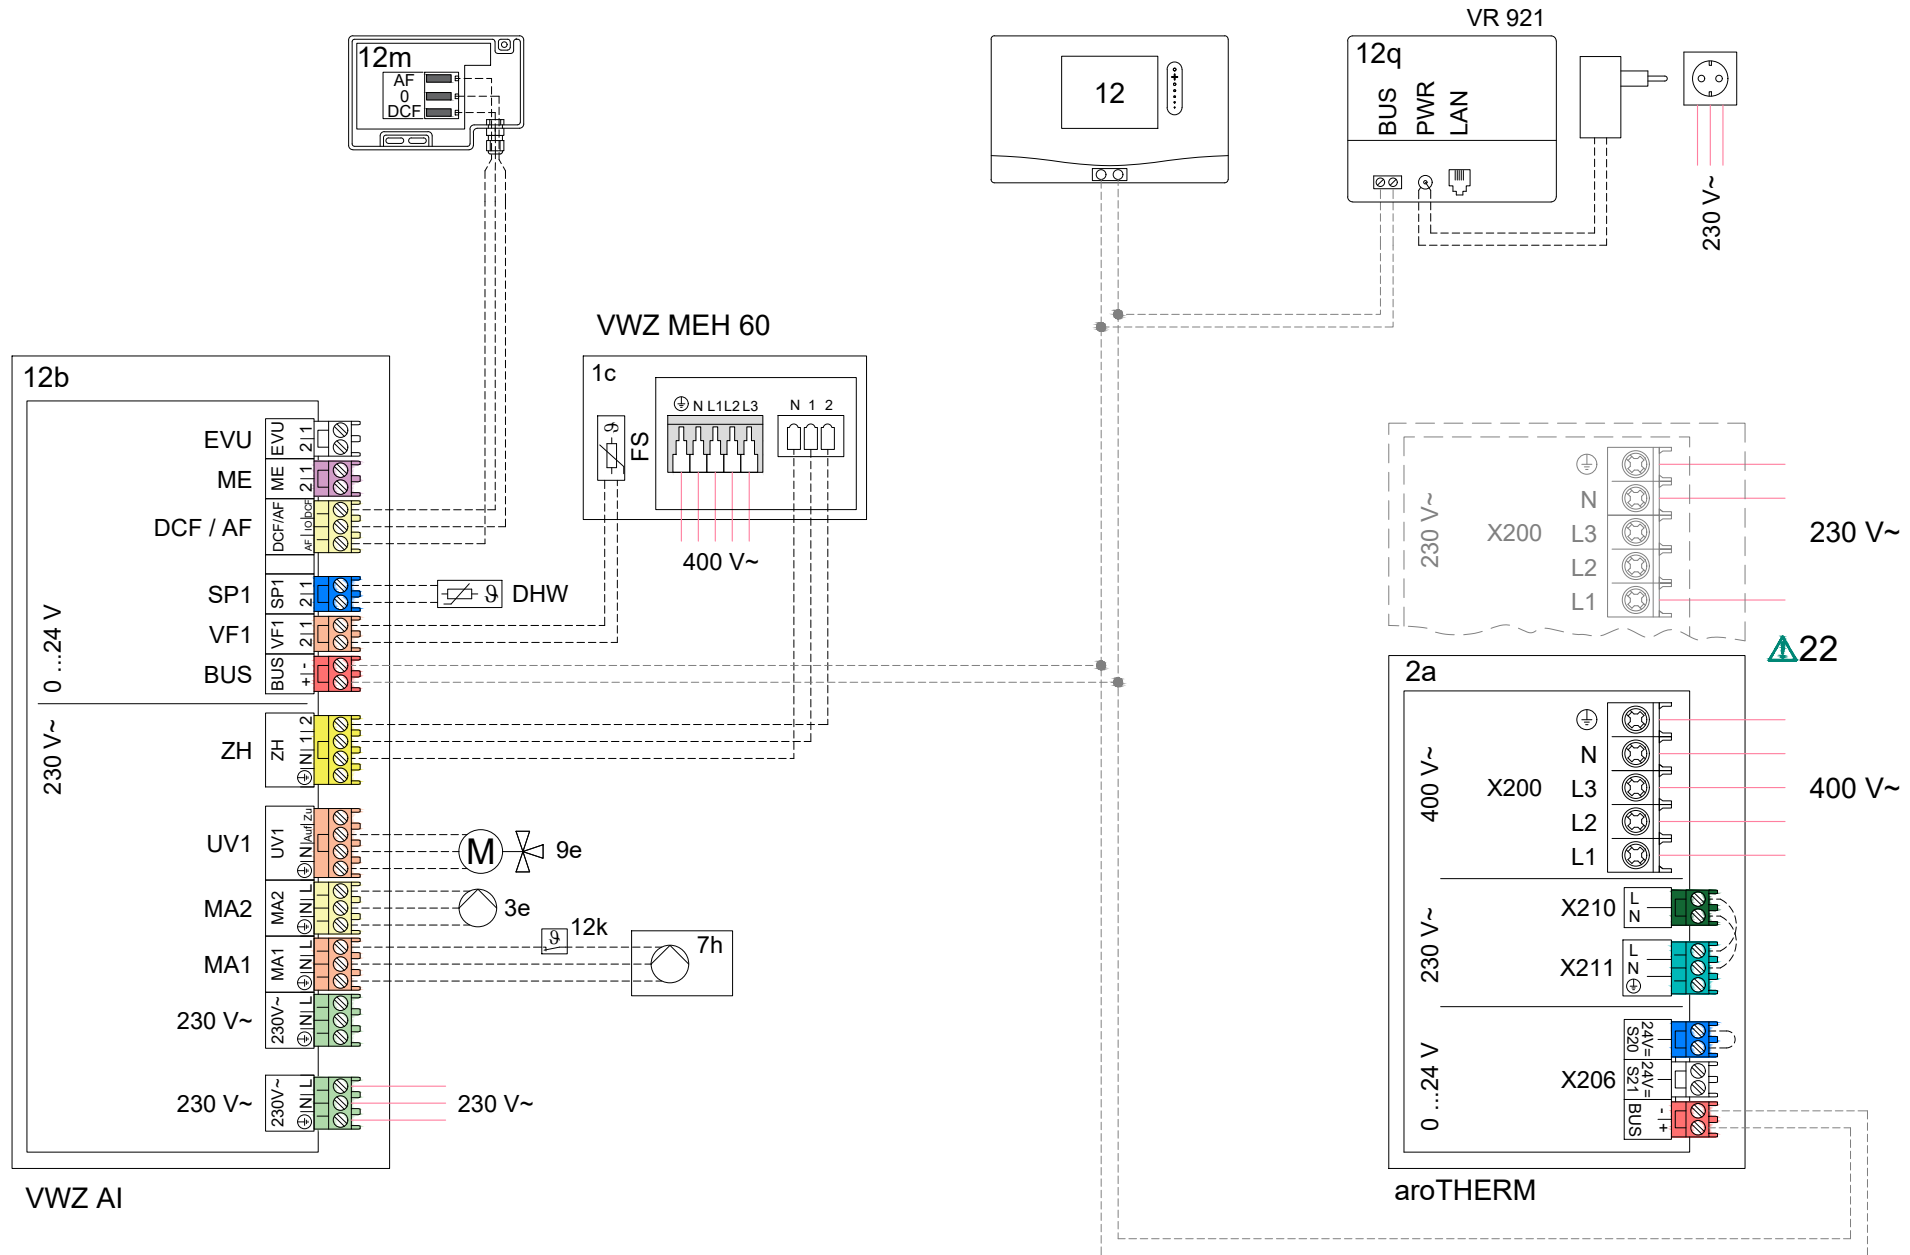 VR 921
12m
AF
0
DCF
12
12q
BUS
PWR
LAN
230 V~
VWZ MEH 60
1c
FS
ϑ
N L1 L2 L3
N 1 2
400 V~
12b
0 ...24 V
230 V~
EVU
EVU
2|1
ME
ME
2|1
DCF / AF
DCF/AF
AF |0|DCF
SP1
SP1
2|1
ϑ
DHW
VF1
VF1
2|1
BUS
BUS
+|-
ZH
ZH
N|1|2
UV1
UV1
N|Auf|Zu
M
9e
MA2
MA2
N|L
3e
MA1
MA1
N|L
ϑ
12k
7h
230 V~
230V~
N|L
230 V~
230V~
N|L
230 V~
VWZ AI
230 V~
X200
N
L3
L2
L1
230 V~
22
2a
400 V~
X200
N
L3
L2
L1
400 V~
230 V~
X210
L
N
X211
L
N
0 ...24 V
X206
24V=
S20
24V=
S21
BUS
-
+
aroTHERM